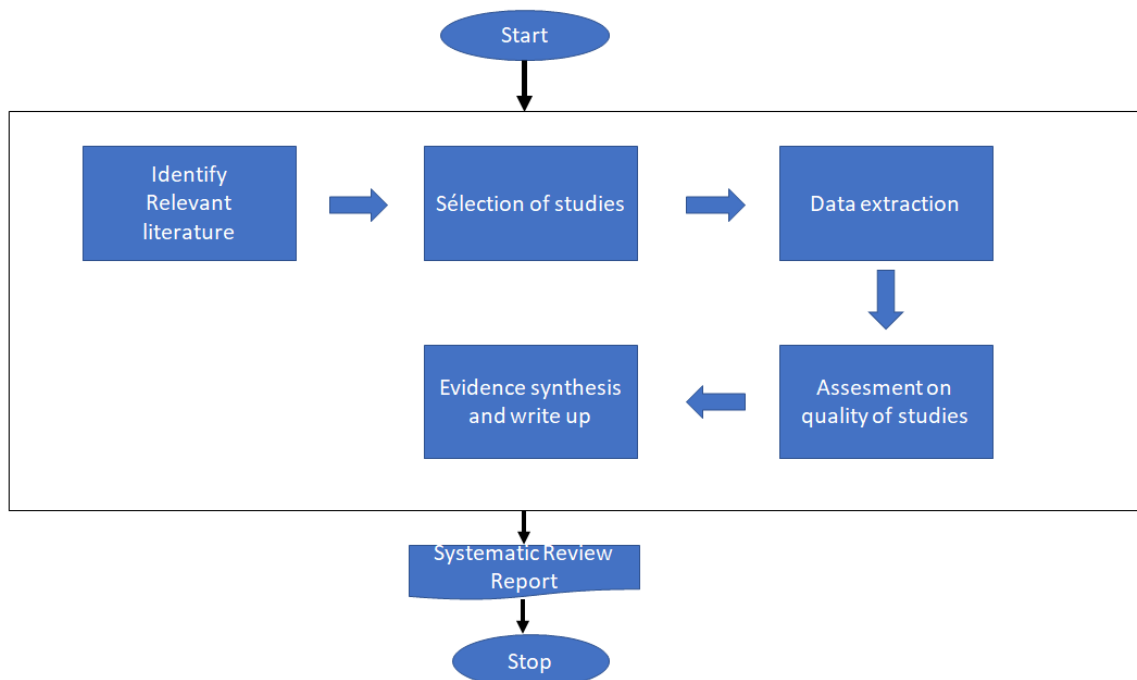 Start
Identify
Relevant
literature
Sélection of studies
Data extraction
Assesment on
quality of studies
Evidence synthesis
and write up
Systematic Review
Report
Stop